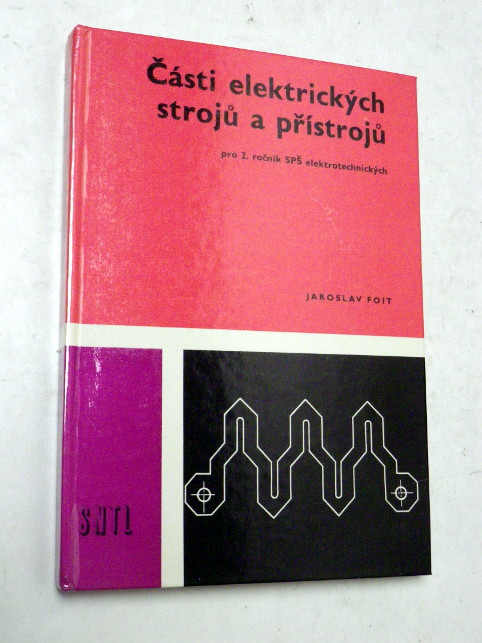 Části elektrických
strojů a přístrojů
pro 2. ročník SPŠ elektrotechnických
JAROSLAV FOIT
SNTL